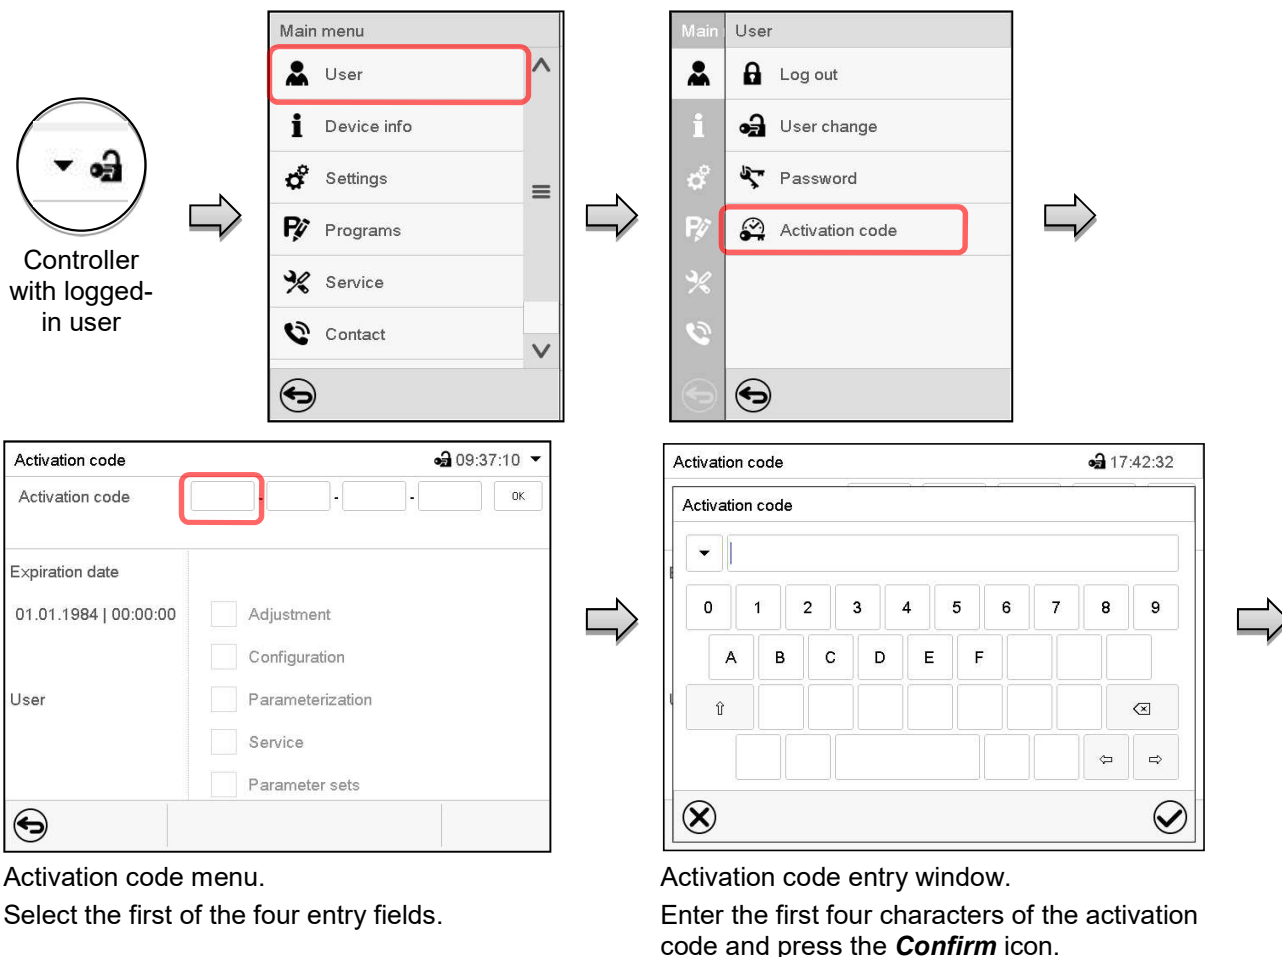 Controller
with logged-
in user
Main menu
User
Device info
Settings
Programs
Service
Contact
Main
User
Log out
User change
Password
Activation code
Activation code
09:37:10
Activation code
- - -
OK
Expiration date
01.01.1984 | 00:00:00
Adjustment
Configuration
User
Parameterization
Service
Parameter sets
Activation code menu.
Select the first of the four entry fields.
Activation code
17:42:32
Activation code
0 1 2 3 4 5 6 7 8 9
A B C D E F
Activation code entry window.
Enter the first four characters of the activation
code and press the Confirm icon.